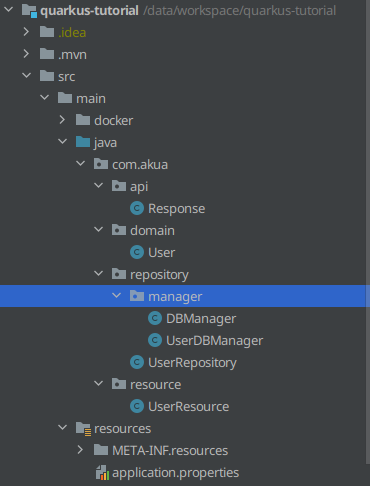 quarkus-tutorial /data/workspace/quarkus-tutorial
.idea
.mvn
src
main
docker
java
com.akua
api
Response
domain
User
repository
manager
DBManager
UserDBManager
UserRepository
resource
UserResource
resources
META-INF.resources
application.properties